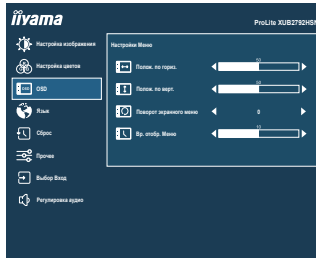 iiyama
ProLite XUB2792HSN
Настройка изображения
Настройка цветов
OSD
OSD
Язык
Сброс
Прочее
Выбор Вход
Регулировка аудио
Настройки Меню
Полож. по гориз.
50
Полож. по верт.
50
Поворот экранного меню
0
Вр. отобр. Меню
10